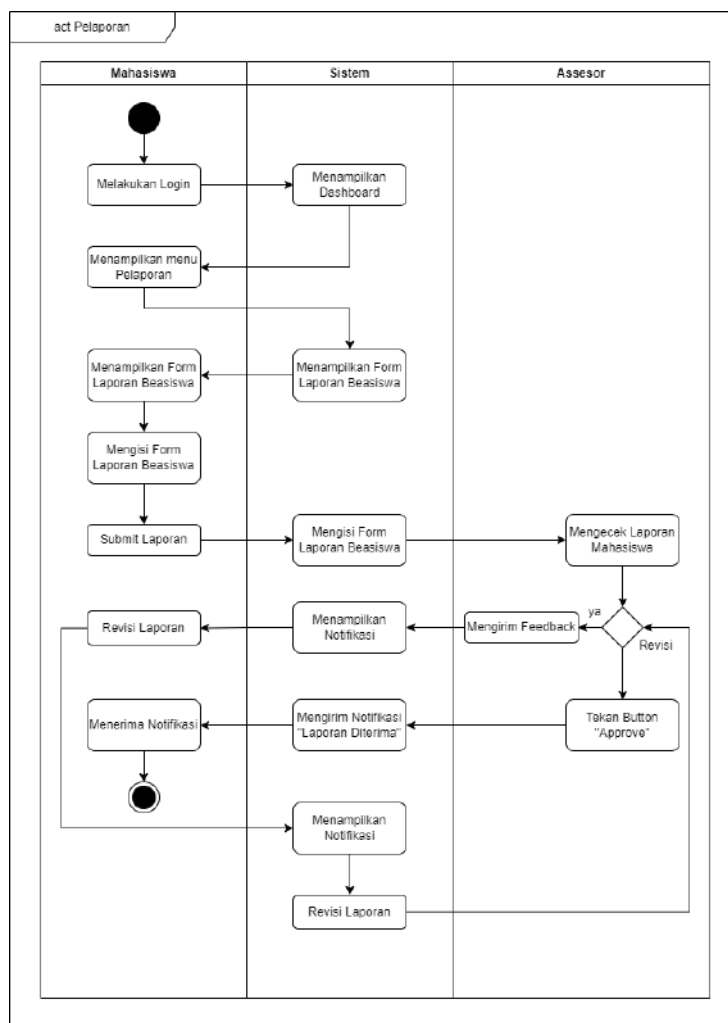 act Pelaporan
Mahasiswa
Sistem
Assesor
Melakukan Login
Menampilkan
Dashboard
Menampilkan menu
Pelaporan
Menampilkan Form
Laporan Beasiswa
Menampilkan Form
Laporan Beasiswa
Mengisi Form
Laporan Beasiswa
Submit Laporan
Mengisi Form
Laporan Beasiswa
Mengecek Laporan
Mahasiswa
Revisi Laporan
Menampilkan
Notifikasi
Mengirim Feedback
ya
Revisi
Menerima Notifikasi
Mengirim Notifikasi
"Laporan Diterima"
Tekan Button
"Approve"
Menampilkan
Notifikasi
Revisi Laporan